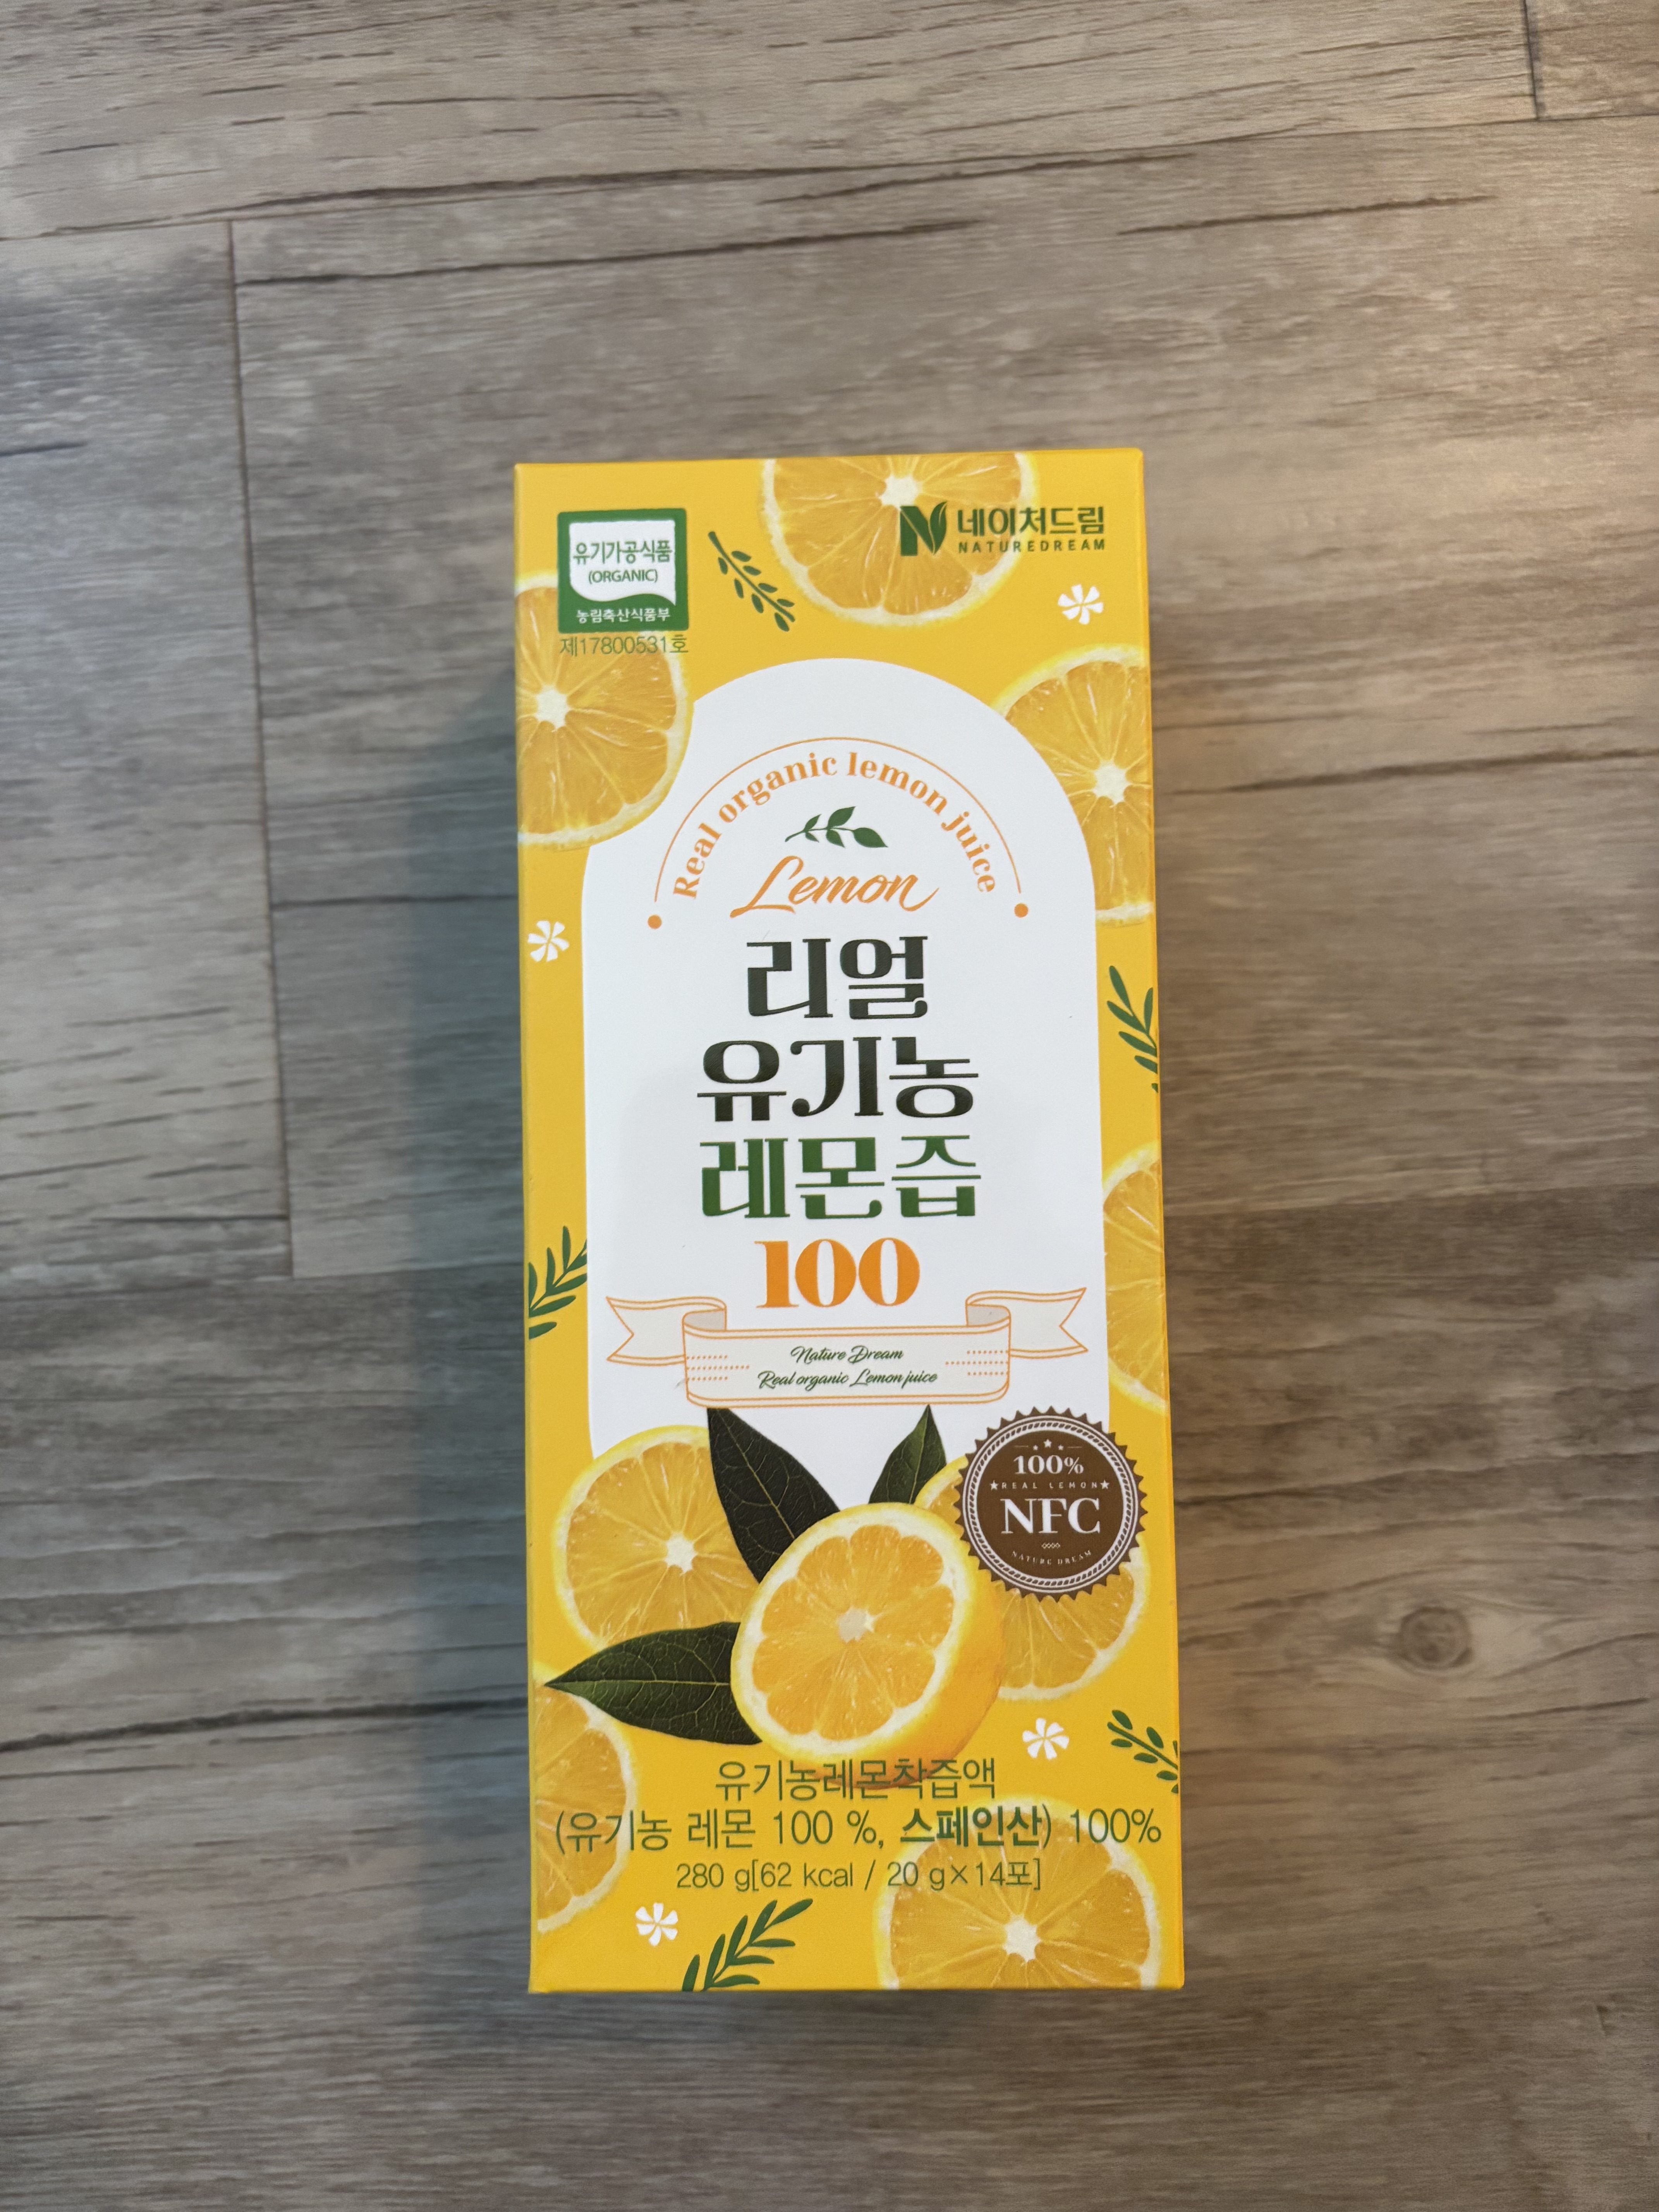 유기가공식품
(ORGANIC)
농림축산식품부
제17800531호
네이처드림
NATUREDREAM
Real organic lemon juice
Lemon
리얼
유기농
레몬즙
100
Nature Dream
Real organic Lemon juice
100%
REAL LEMON
NFC
NATURE DREAM
유기농레몬착즙액
(유기농 레몬 100 %, 스페인산) 100%
280 g[62 kcal / 20 g×14포]